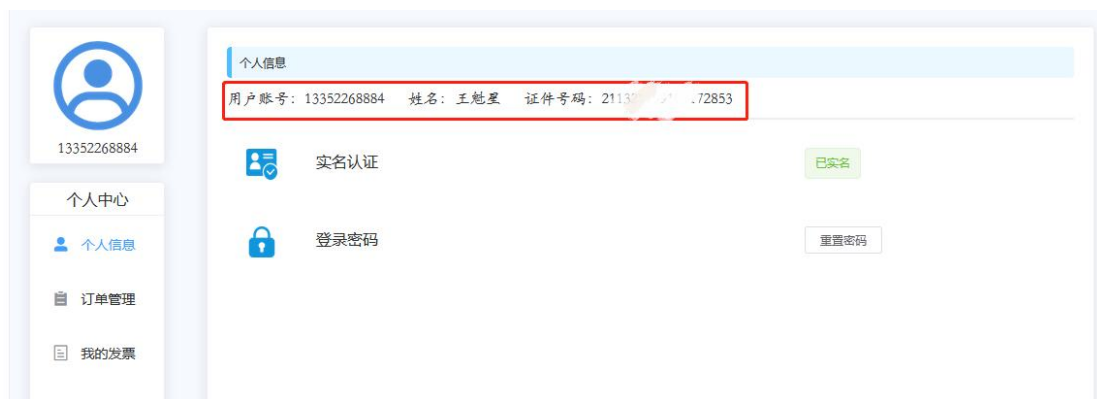 13352268884
个人中心
个人信息
订单管理
我的发票
个人信息
用户账号：13352268884 姓名：王魁星 证件号码：
实名认证
已实名
登录密码
重置密码